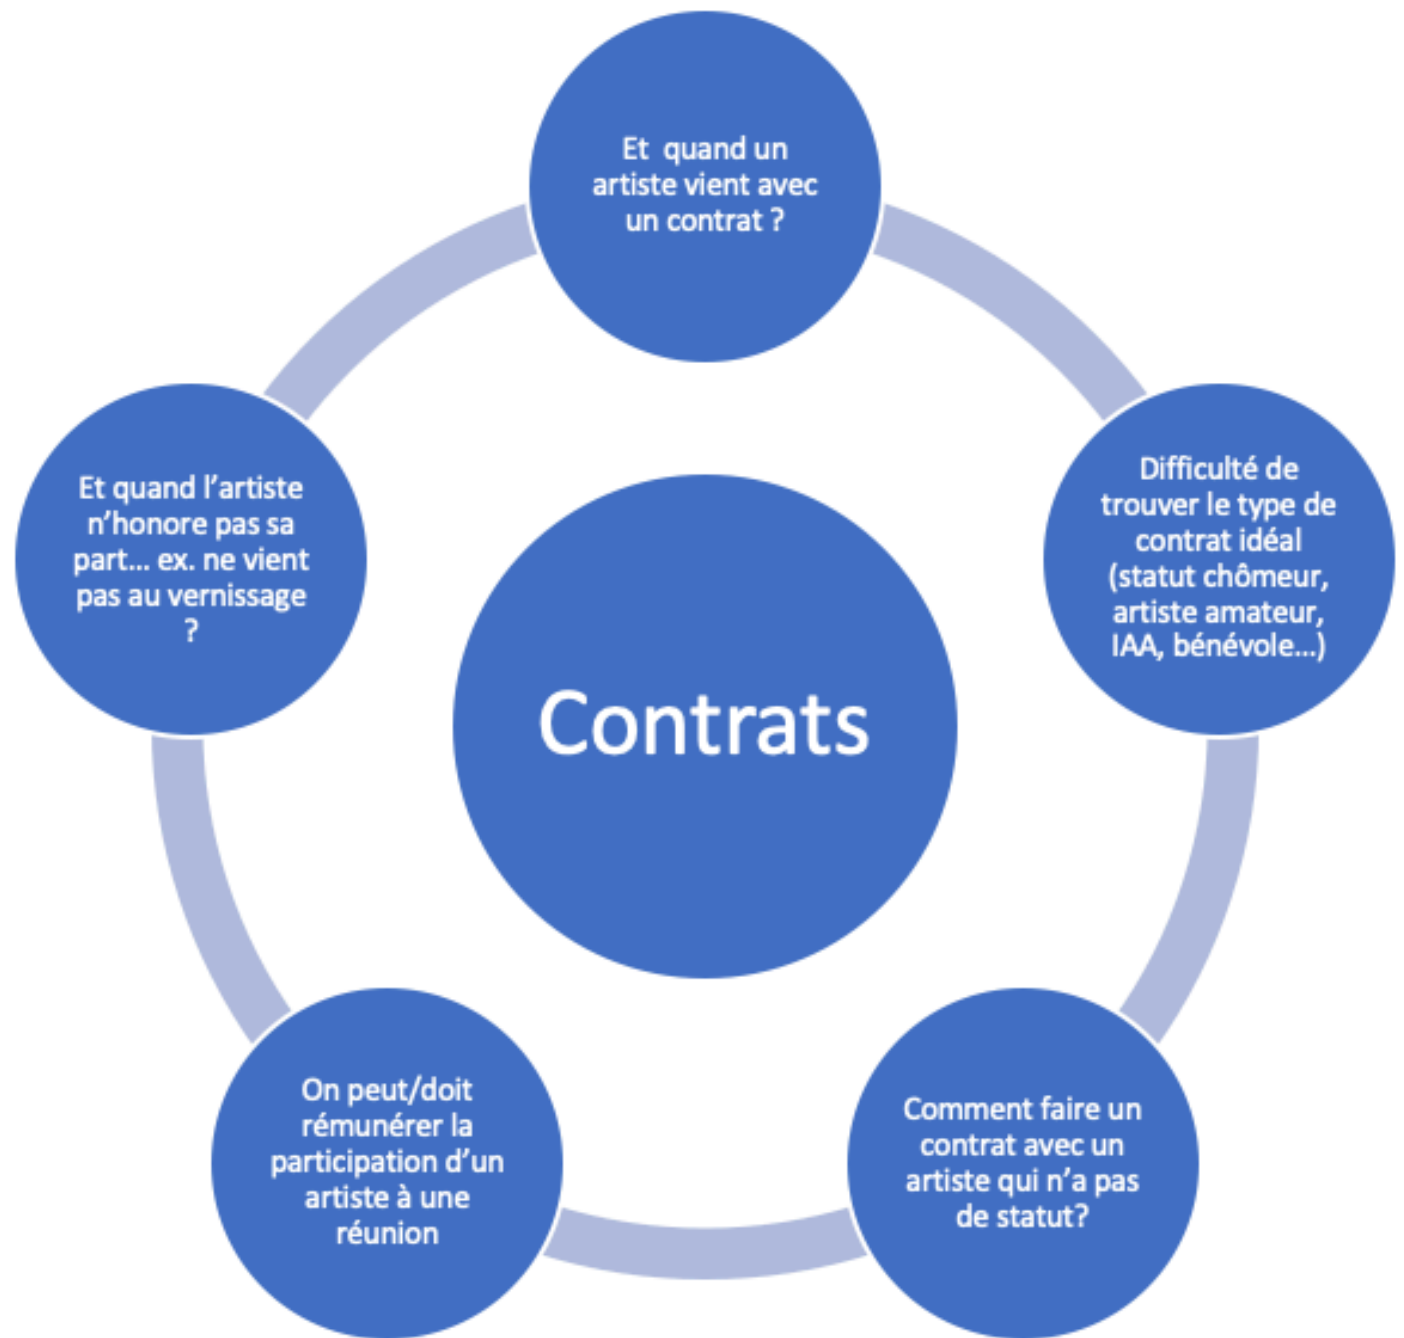 Et  quand un
artiste vient avec
un contrat ?
Difficulté de
trouver le type de
contrat idéal
(statut chômeur,
artiste amateur,
IAA, bénévole...)
Comment faire un
contrat avec un
artiste qui n'a pas
de statut?
On peut/doit
rémunérer la
participation d'un
artiste à une
réunion
Et quand l'artiste
n'honore pas sa
part... ex. ne vient
pas au vernissage
?
Contrats